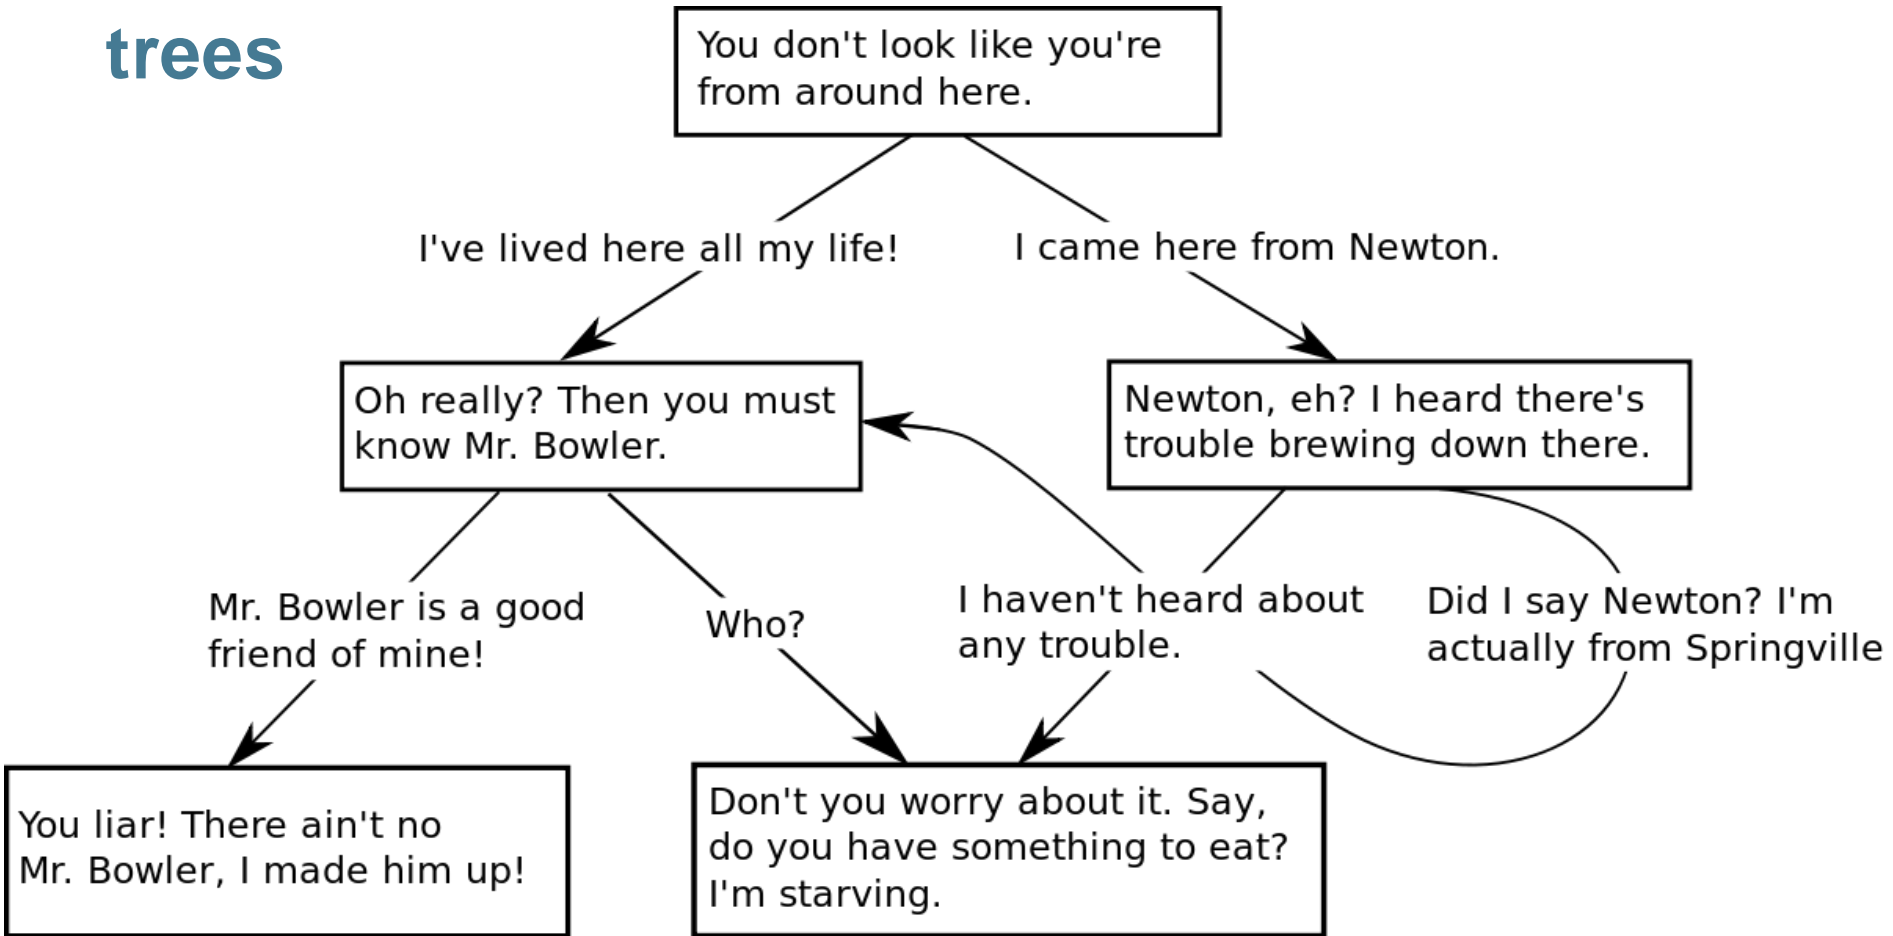 trees
You don't look like you're
from around here.
I've lived here all my life!
I came here from Newton.
Oh really? Then you must
know Mr. Bowler.
Newton, eh? I heard there's
trouble brewing down there.
Mr. Bowler is a good
friend of mine!
Who?
I haven't heard about
any trouble.
Did I say Newton? I'm
actually from Springville
You liar! There ain't no
Mr. Bowler, I made him up!
Don't you worry about it. Say,
do you have something to eat?
I'm starving.